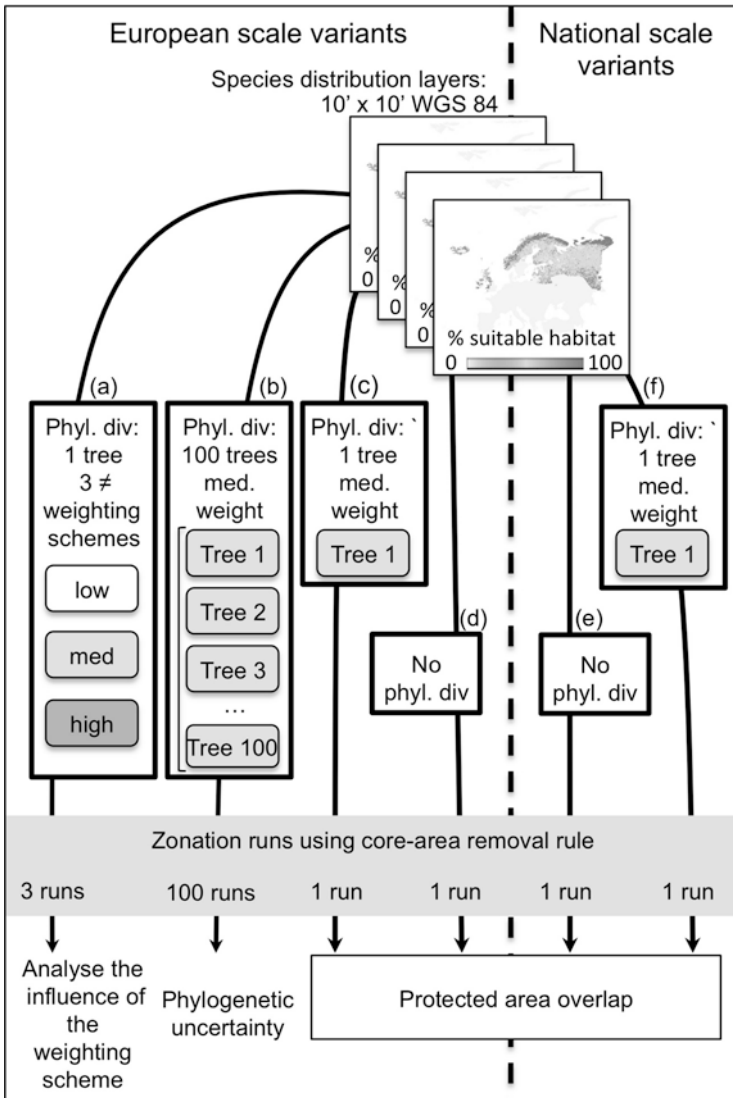 European scale variants
National scale
variants
Species distribution layers:
10' x 10' WGS 84
%
0
%
0
%
0
% suitable habitat
0 100
(a)
Phyl. div:
1 tree
3 ≠
weighting
schemes
low
med
high
(b)
Phyl. div:
100 trees
med.
weight
Tree 1
Tree 2
Tree 3
...
Tree 100
(c)
Phyl. div: `
1 tree
med.
weight
Tree 1
(d)
No
phyl. div
(e)
No
phyl. div
(f)
Phyl. div: `
1 tree
med.
weight
Tree 1
Zonation runs using core-area removal rule
3 runs 100 runs 1 run 1 run 1 run 1 run
Analyse the
influence of
the
weighting
scheme
Phylogenetic
uncertainty
Protected area overlap